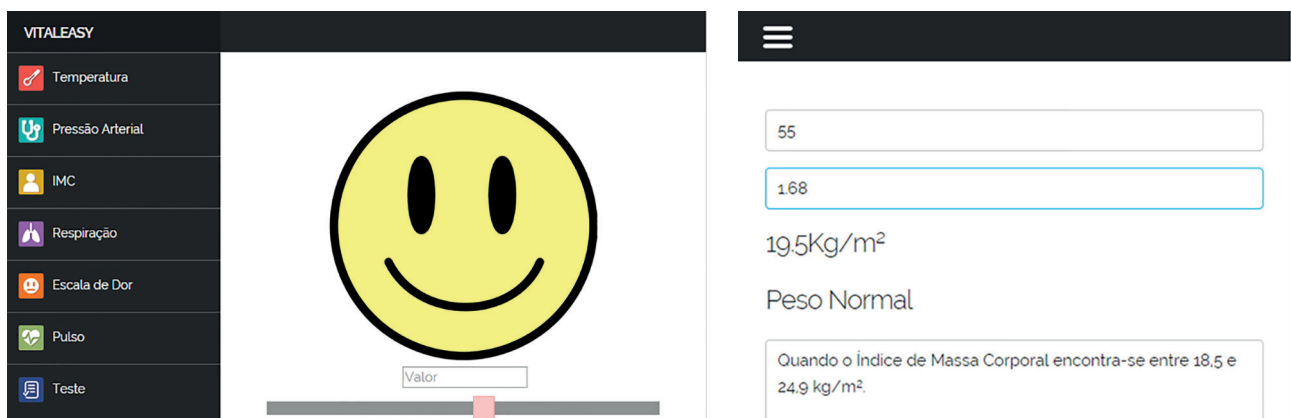 VITALEASY
Temperatura
Pressão Arterial
IMC
Respiração
Escala de Dor
Pulso
Teste
Valor
55
1.68
19.5Kg/m²
Peso Normal
Quando o Índice de Massa Corporal encontra-se entre 18,5 e
24,9 kg/m².